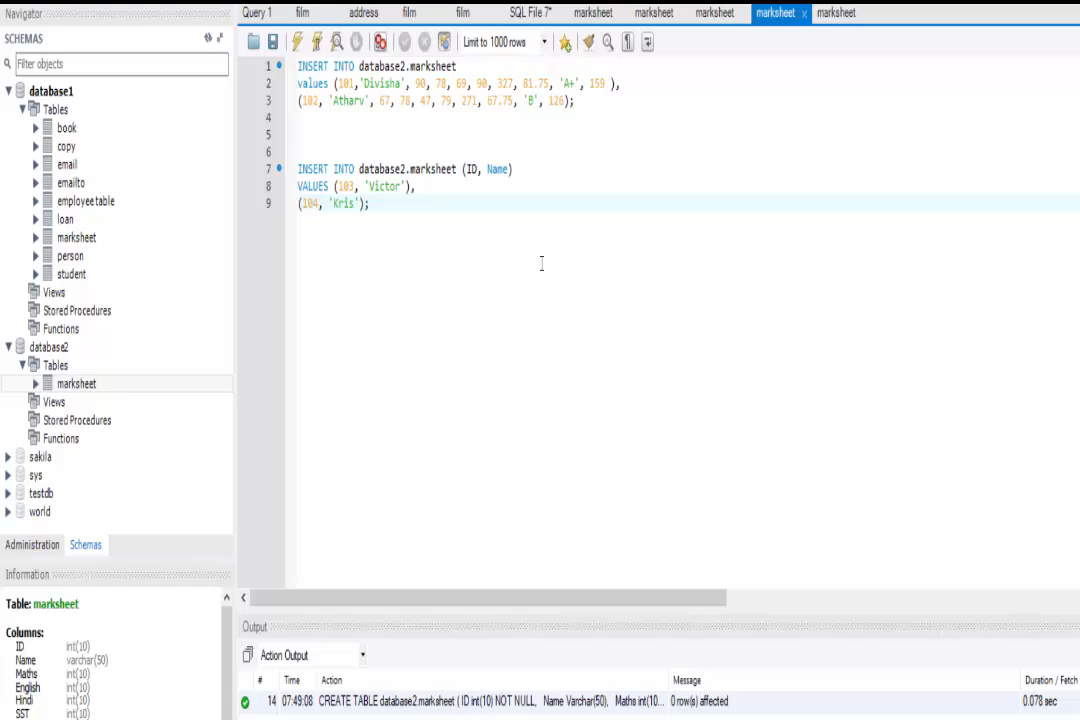 Navigator
Query 1 film address film film SQL File 7* marksheet marksheet marksheet marksheet x marksheet
SCHEMAS
Limit to 1000 rows
Filter objects
database1
Tables
book
copy
email
emailto
employee table
loan
marksheet
person
student
Views
Stored Procedures
Functions
database2
Tables
marksheet
Views
Stored Procedures
Functions
sakila
sys
testdb
world
Administration Schemas
Information
Table: marksheet
Columns:
ID int(10)
Name varchar(50)
Maths int(10)
English int(10)
Hindi int(10)
SST int(10)
1 INSERT INTO database2.marksheet
2 values (101,'Divisha', 90, 78, 69, 90, 327, 81.75, 'A+', 159 ),
3 (102, 'Atharv', 67, 78, 47, 79, 271, 67.75, 'B', 126);
4
5
6
7 INSERT INTO database2.marksheet (ID, Name)
8 VALUES (103, 'Victor'),
9 (104, 'Kris');
Output
Action Output
# Time Action Message Duration / Fetch
14 07:49:08 CREATE TABLE database2.marksheet ( ID int(10) NOT NULL, Name Varchar(50), Maths int(10... 0 row(s) affected 0.078 sec